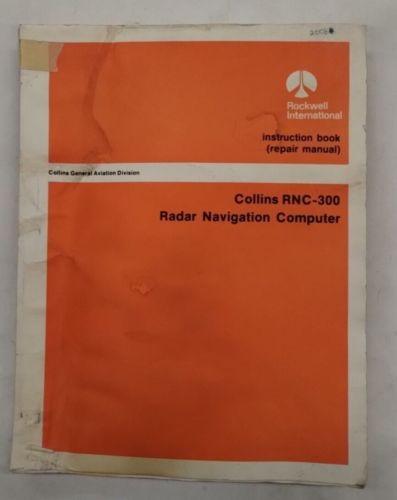 Rockwell
International
instruction book
(repair manual)
Collins General Aviation Division
Collins RNC-300
Radar Navigation Computer